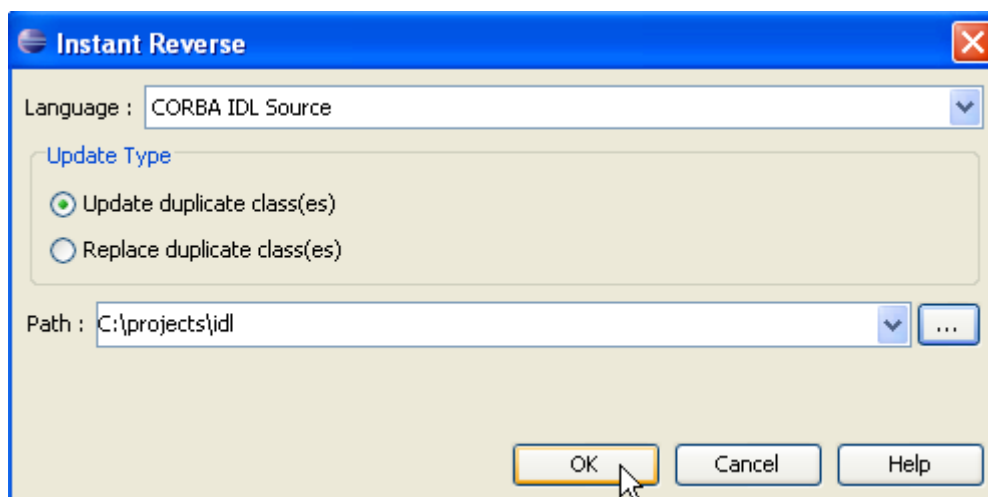 Instant Reverse
Language : CORBA IDL Source
Update Type
Update duplicate class(es)
Replace duplicate class(es)
Path : C:\projects\idl ...
OK Cancel Help